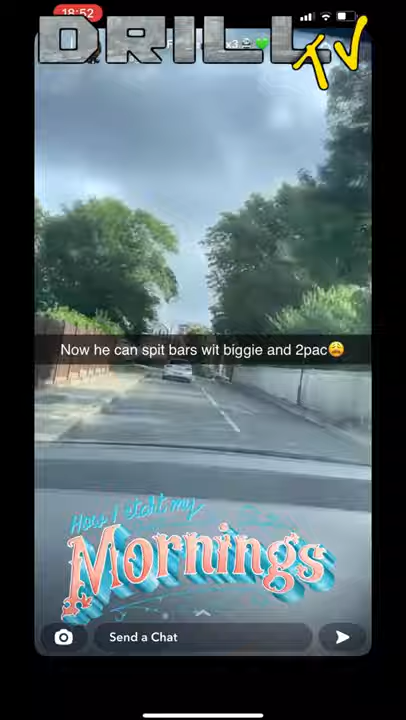 18:52
DRILL TV
Now he can spit bars wit biggie and 2pac😩
How I start my
Mornings
Send a Chat